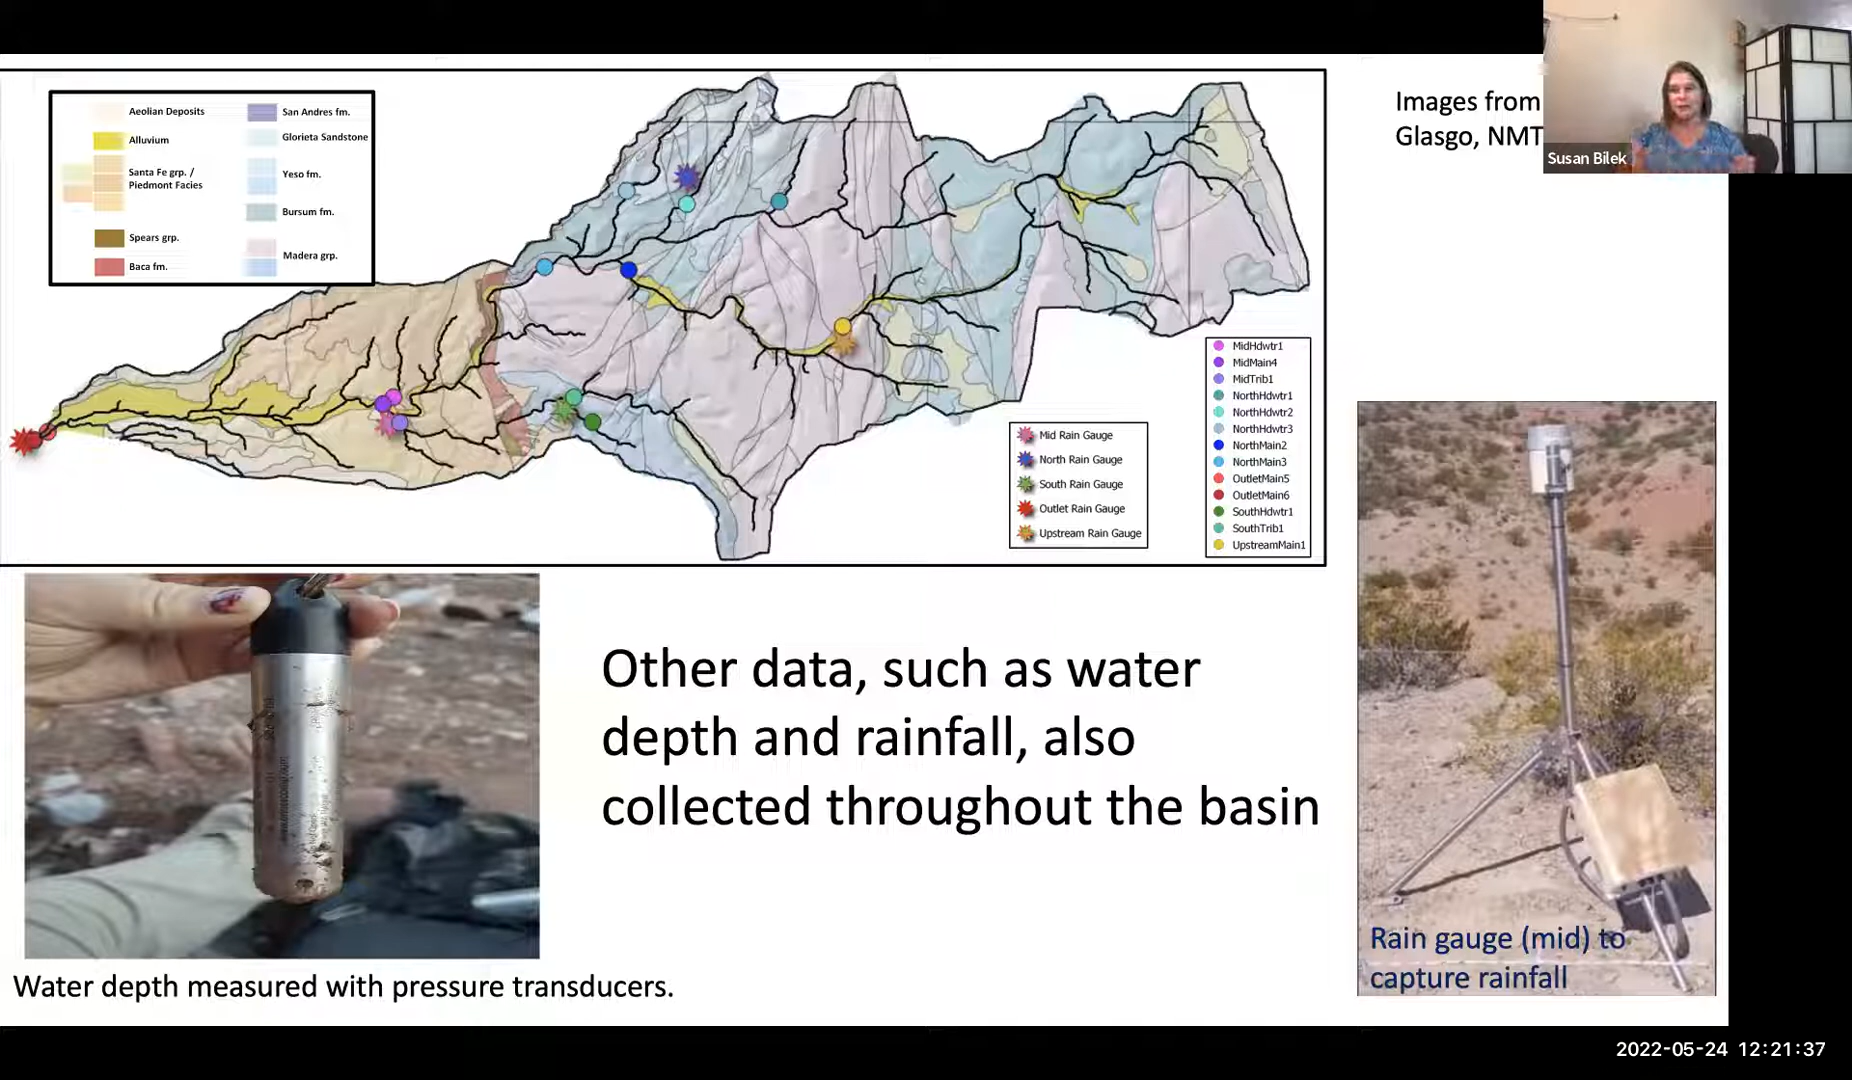 Aeolian Deposits
Alluvium
Santa Fe grp. /
Piedmont Facies
Spears grp.
Baca fm.
San Andres fm.
Glorieta Sandstone
Yeso fm.
Bursum fm.
Madera grp.
Images from
Glasgo, NMT
Susan Bilek
Mid Rain Gauge
North Rain Gauge
South Rain Gauge
Outlet Rain Gauge
Upstream Rain Gauge
MidHdwtr1
MidMain4
MidTrib1
NorthHdwtr1
NorthHdwtr2
NorthHdwtr3
NorthMain2
NorthMain3
OutletMain5
OutletMain6
SouthHdwtr1
SouthTrib1
UpstreamMain1
Other data, such as water
depth and rainfall, also
collected throughout the basin
Water depth measured with pressure transducers.
Rain gauge (mid) to
capture rainfall
2022-05-24 12:21:37